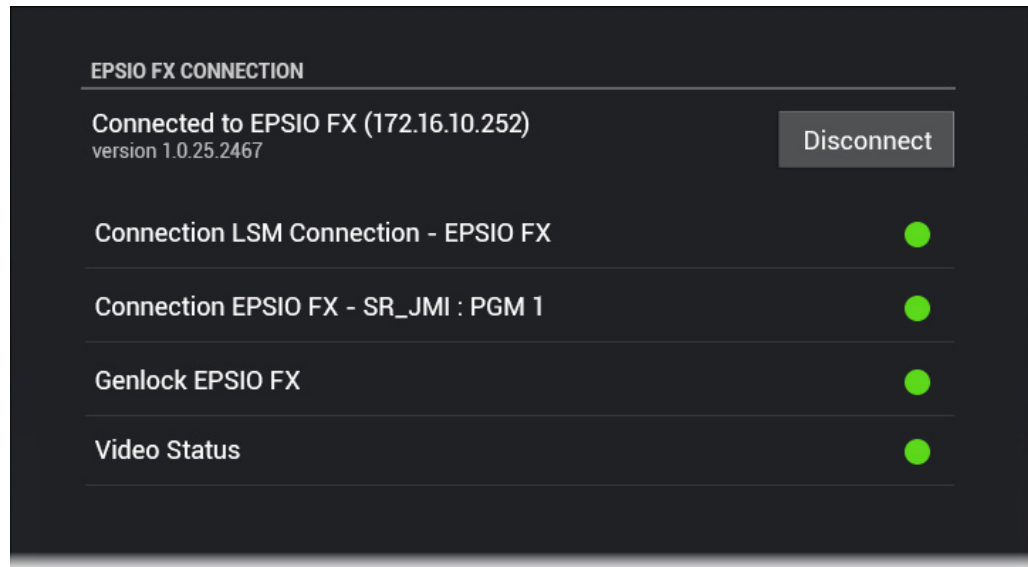 EPSIO FX CONNECTION
Connected to EPSIO FX (172.16.10.252)
version 1.0.25.2467
Disconnect
Connection LSM Connection - EPSIO FX
Connection EPSIO FX - SR_JMI : PGM 1
Genlock EPSIO FX
Video Status